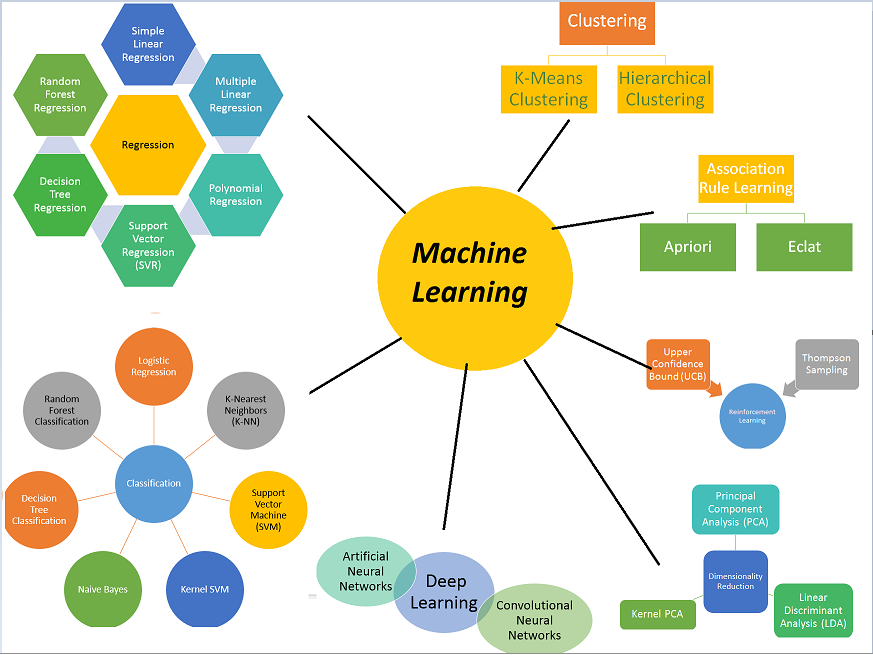 Simple
Linear
Regression
Multiple
Linear
Regression
Polynomial
Regression
Support
Vector
Regression
(SVR)
Decision
Tree
Regression
Random
Forest
Regression
Regression
Clustering
K-Means
Clustering
Hierarchical
Clustering
Association
Rule Learning
Apriori
Eclat
Machine
Learning
Upper
Confidence
Bound (UCB)
Thompson
Sampling
Reinforcement
Learning
Logistic
Regression
K-Nearest
Neighbors
(K-NN)
Support
Vector
Machine
(SVM)
Kernel SVM
Naive Bayes
Decision
Tree
Classification
Random
Forest
Classification
Classification
Artificial
Neural
Networks
Deep
Learning
Convolutional
Neural
Networks
Principal
Component
Analysis (PCA)
Dimensionality
Reduction
Kernel PCA
Linear
Discriminant
Analysis (LDA)